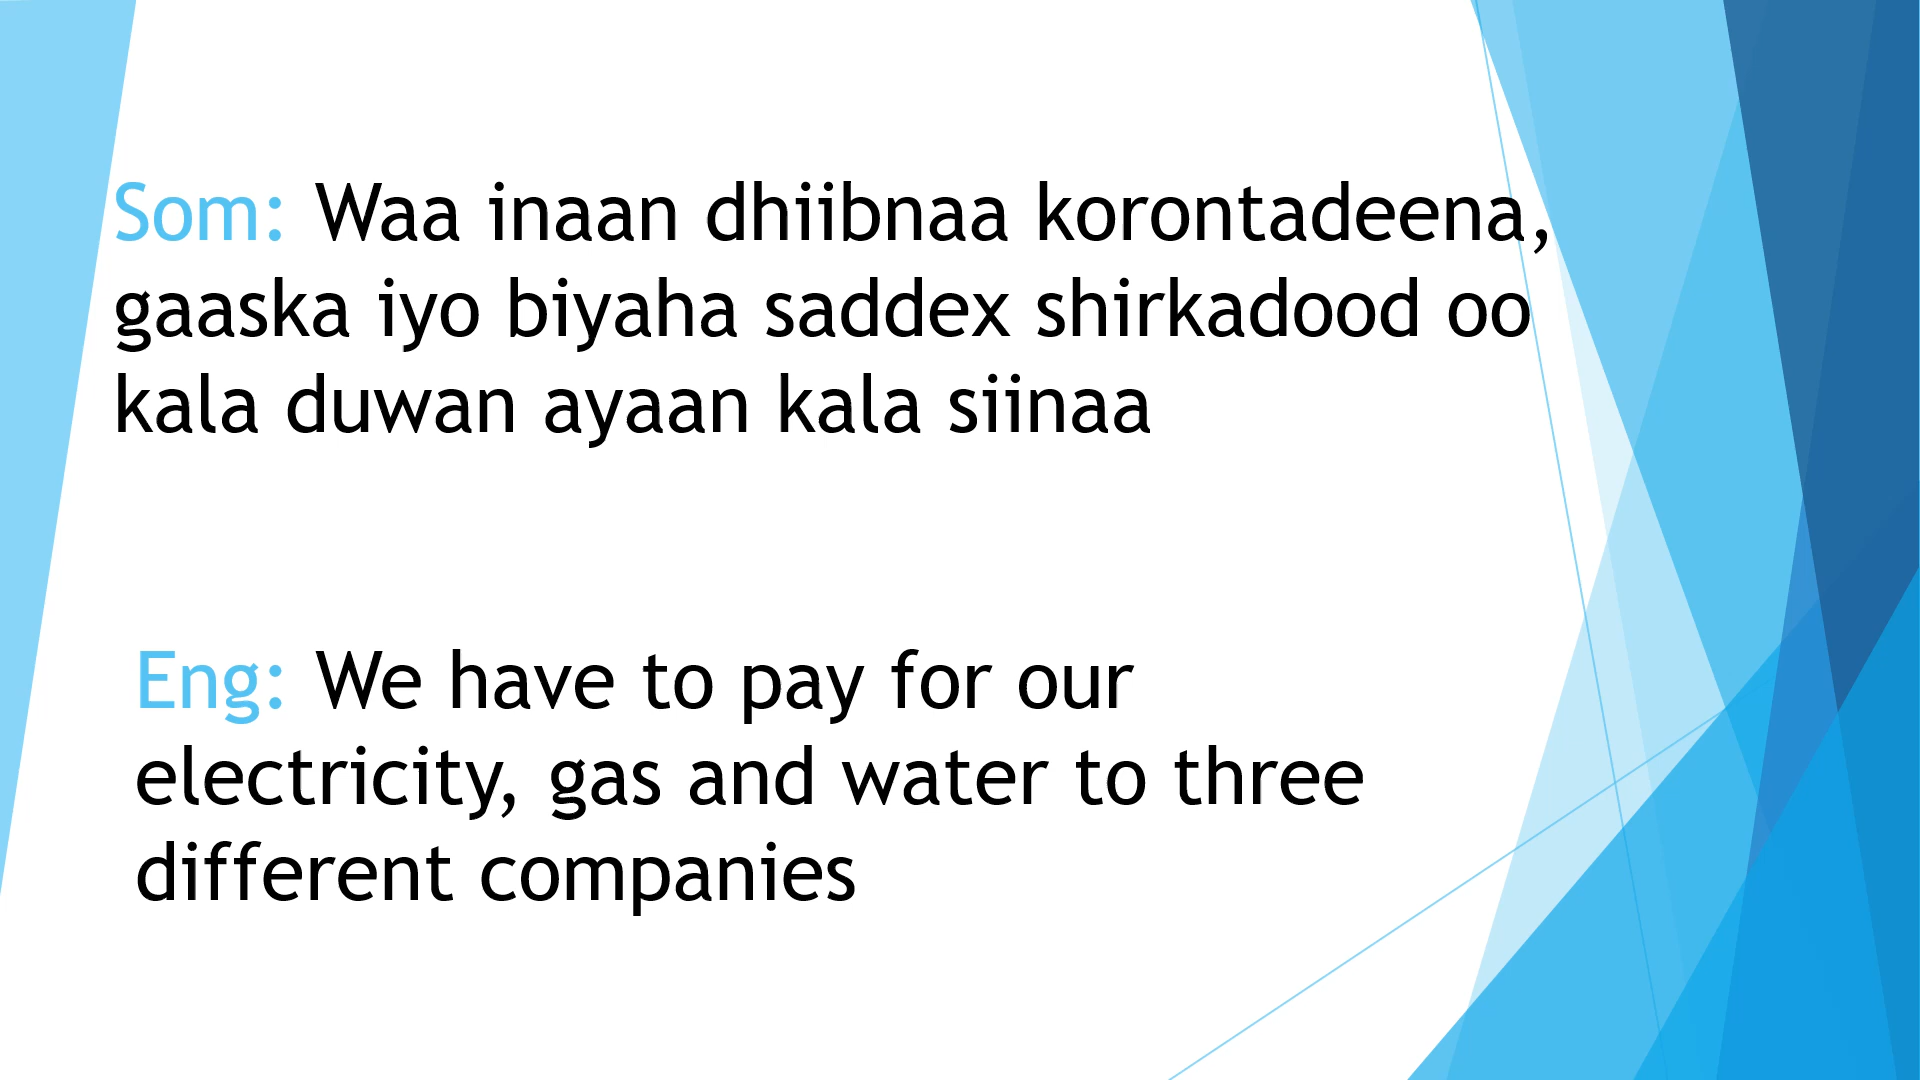 Som: Waa inaan dhiibnaa korontadeena,
gaaska iyo biyaha saddex shirkadood oo
kala duwan ayaan kala siinaa
Eng: We have to pay for our
electricity, gas and water to three
different companies